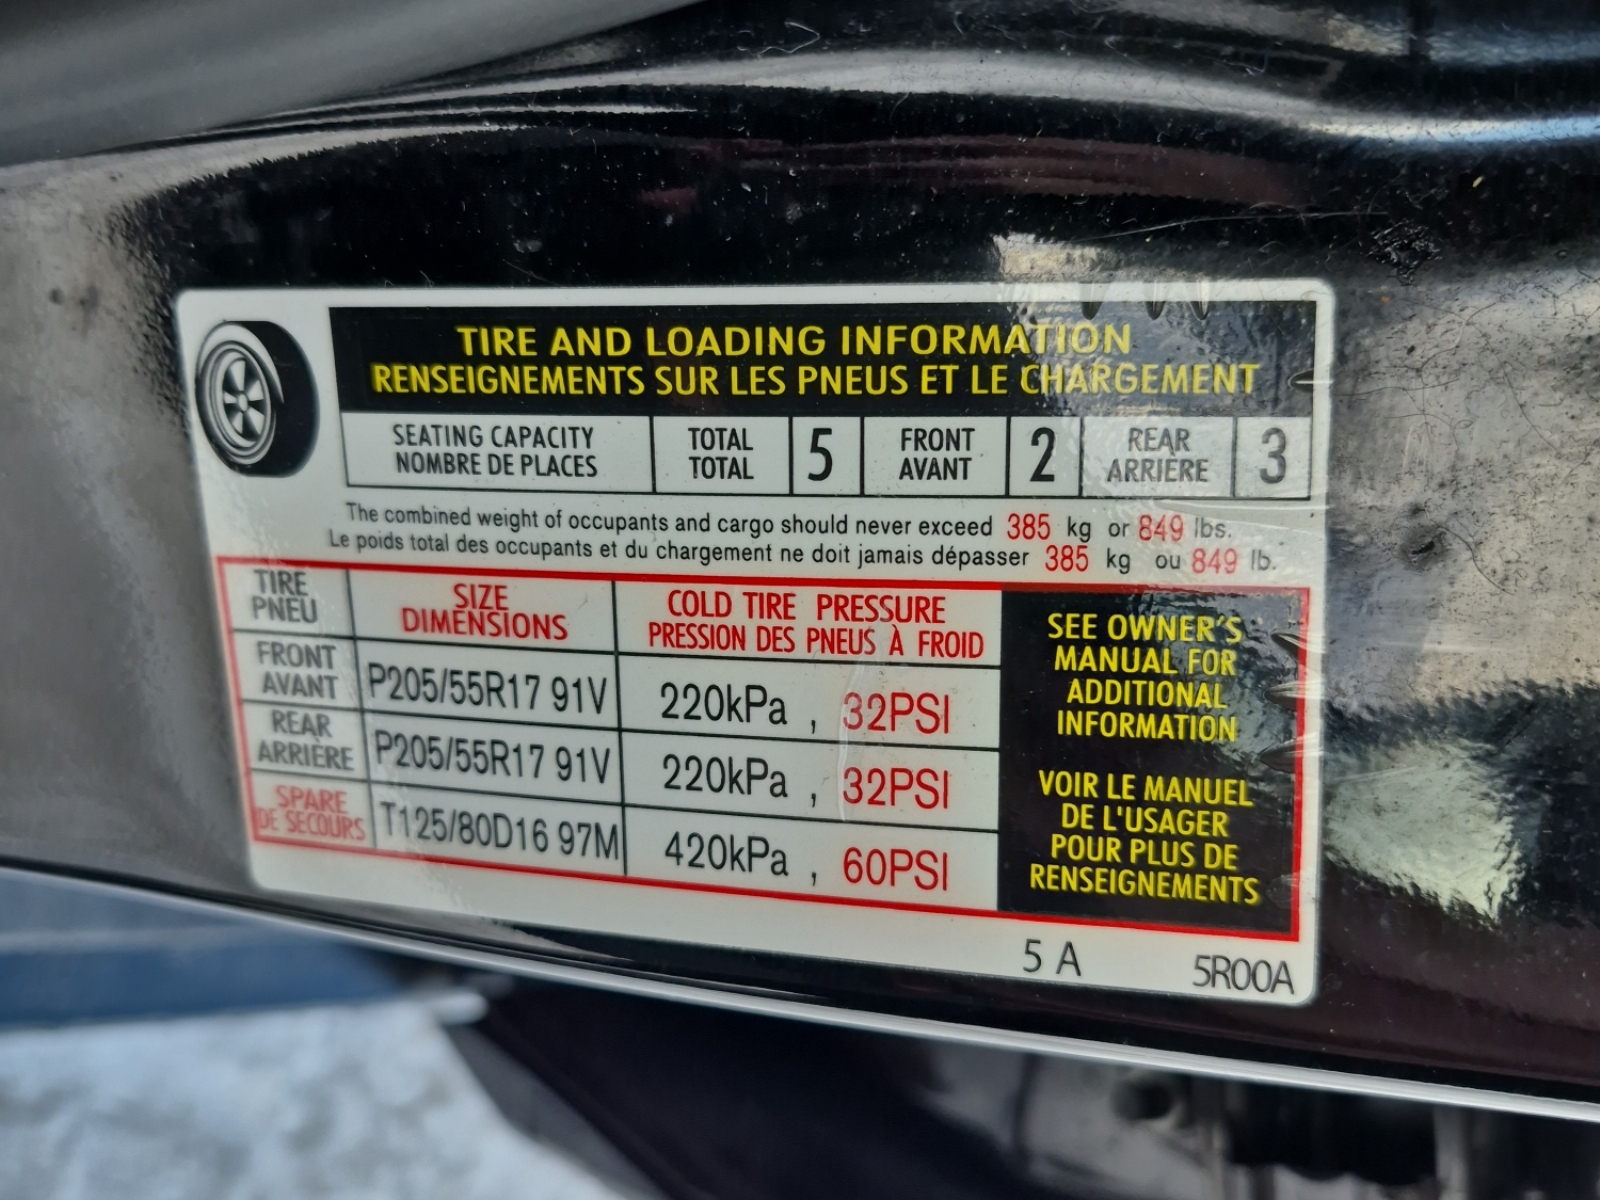 TIRE AND LOADING INFORMATION
RENSEIGNEMENTS SUR LES PNEUS ET LE CHARGEMENT
SEATING CAPACITY
NOMBRE DE PLACES
TOTAL
TOTAL
5
FRONT
AVANT
2
REAR
ARRIÈRE
3
The combined weight of occupants and cargo should never exceed 385 kg or 849 lbs.
Le poids total des occupants et du chargement ne doit jamais dépasser 385 kg ou 849 lb.
TIRE
PNEU
SIZE
DIMENSIONS
COLD TIRE PRESSURE
PRESSION DES PNEUS À FROID
FRONT
AVANT
P205/55R17 91V
220kPa , 32PSI
REAR
ARRIÈRE
P205/55R17 91V
220kPa , 32PSI
SPARE
DE SECOURS
T125/80D16 97M
420kPa , 60PSI
SEE OWNER'S
MANUAL FOR
ADDITIONAL
INFORMATION
VOIR LE MANUEL
DE L'USAGER
POUR PLUS DE
RENSEIGNEMENTS
5 A
5R00A